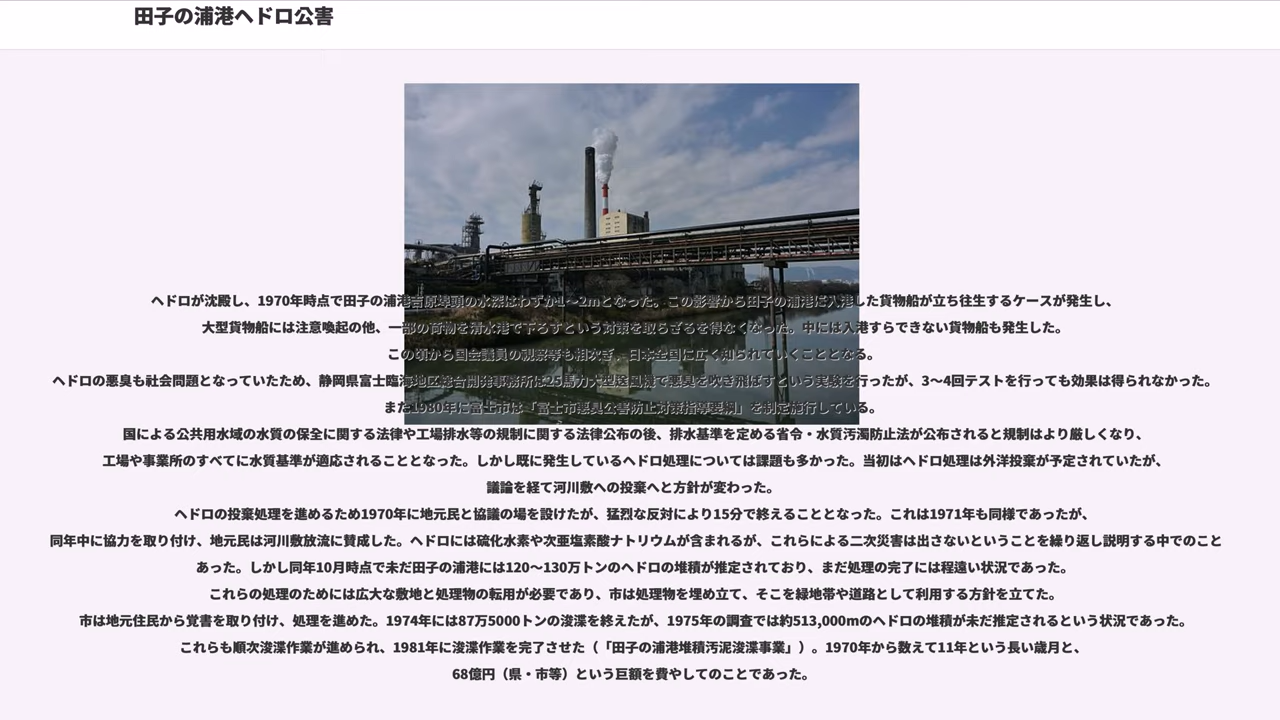 田子の浦港ヘドロ公害
ヘドロが沈殿し、1970年時点で田子の浦港吉原埠頭の水深はわずか1〜2mとなった。この影響から田子の浦港に入港した貨物船が立ち往生するケースが発生し、
大型貨物船には注意喚起の他、一部の荷物を清水港で下ろすという対策を取らざるを得なくなった。中には入港すらできない貨物船も発生した。
この頃から国会議員の視察等も相次ぎ、日本全国に広く知られていくこととなる。
ヘドロの悪臭も社会問題となっていたため、静岡県富士臨海地区総合開発事務所は25馬力大型送風機で悪臭を吹き飛ばすという実験を行ったが、3〜4回テストを行っても効果は得られなかった。
また1980年に富士市は「富士市悪臭公害防止対策指導要綱」を制定施行している。
国による公共用水域の水質の保全に関する法律や工場排水等の規制に関する法律公布の後、排水基準を定める省令・水質汚濁防止法が公布されると規制はより厳しくなり、
工場や事業所のすべてに水質基準が適応されることとなった。しかし既に発生しているヘドロ処理については課題も多かった。当初はヘドロ処理は外洋投棄が予定されていたが、
議論を経て河川敷への投棄へと方針が変わった。
ヘドロの投棄処理を進めるため1970年に地元民と協議の場を設けたが、猛烈な反対により15分で終えることとなった。これは1971年も同様であったが、
同年中に協力を取り付け、地元民は河川敷放流に賛成した。ヘドロには硫化水素や次亜塩素酸ナトリウムが含まれるが、これらによる二次災害は出さないということを繰り返し説明する中でのこと
あった。しかし同年10月時点で未だ田子の浦港には120〜130万トンのヘドロの堆積が推定されており、まだ処理の完了には程遠い状況であった。
これらの処理のためには広大な敷地と処理物の転用が必要であり、市は処理物を埋め立て、そこを緑地帯や道路として利用する方針を立てた。
市は地元住民から覚書を取り付け、処理を進めた。1974年には87万5000トンの浚渫を終えたが、1975年の調査では約513,000mのヘドロの堆積が未だ推定されるという状況であった。
これらも順次浚渫作業が進められ、1981年に浚渫作業を完了させた（「田子の浦港堆積汚泥浚渫事業」）。1970年から数えて11年という長い歳月と、
68億円（県・市等）という巨額を費やしてのことであった。